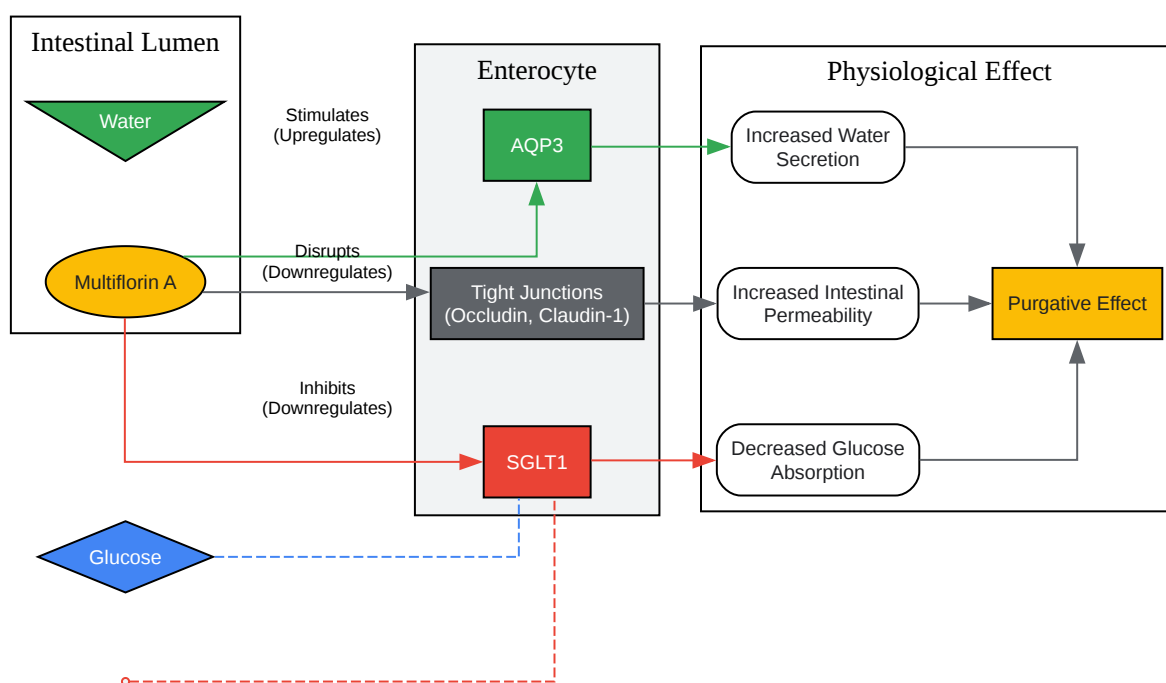 Intestinal Lumen
Water
Multiflorin A
Glucose
Stimulates
(Upregulates)
Disrupts
(Downregulates)
Inhibits
(Downregulates)
Enterocyte
AQP3
Tight Junctions
(Occludin, Claudin-1)
SGLT1
Physiological Effect
Increased Water
Secretion
Increased Intestinal
Permeability
Decreased Glucose
Absorption
Purgative Effect